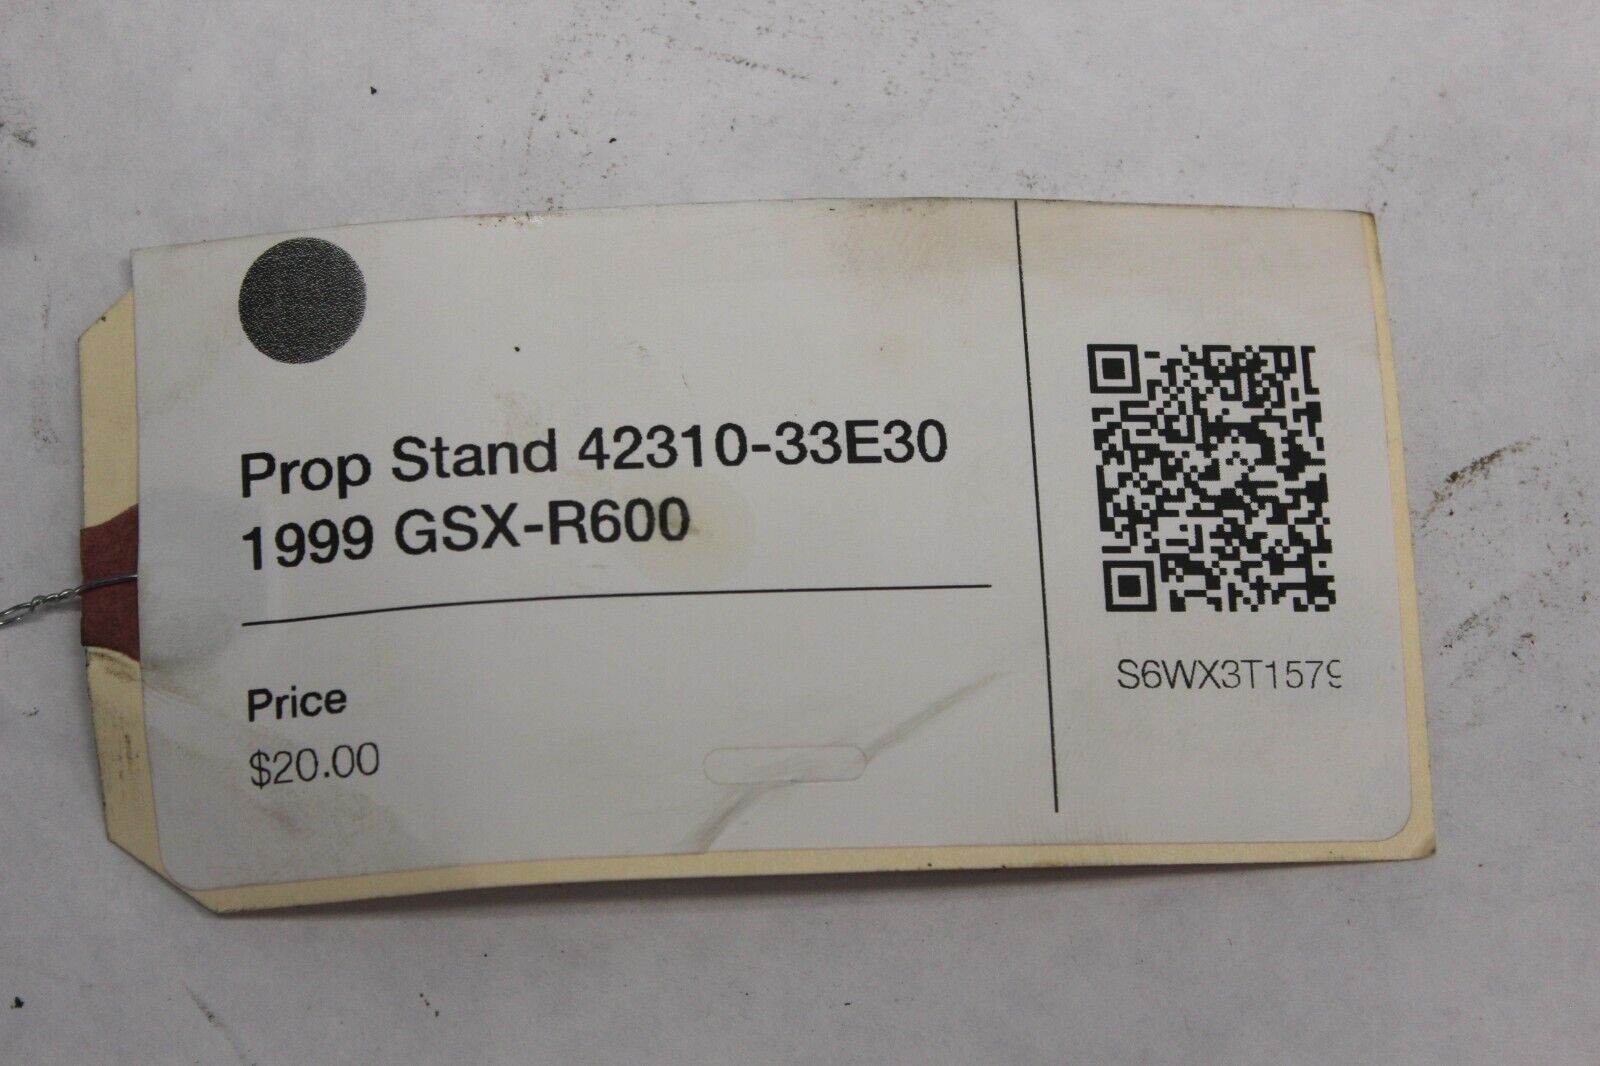 Prop Stand 42310-33E30
1999 GSX-R600
Price
$20.00
S6WX3T1579